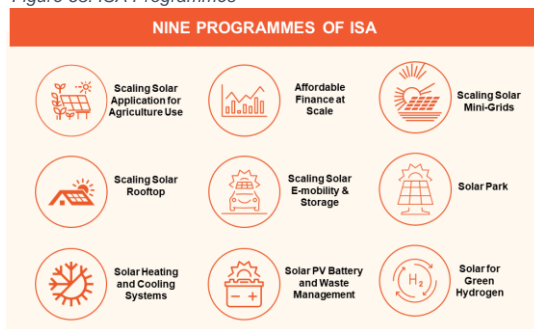 NINE PROGRAMMES OF ISA
Scaling Solar
Application for
Agriculture Use
Affordable
Finance at
Scale
Scaling Solar
Mini-Grids
Scaling Solar
Rooftop
Scaling Solar
E-mobility &
Storage
Solar Park
Solar Heating
and Cooling
Systems
Solar PV Battery
and Waste
Management
H2
Solar for
Green
Hydrogen